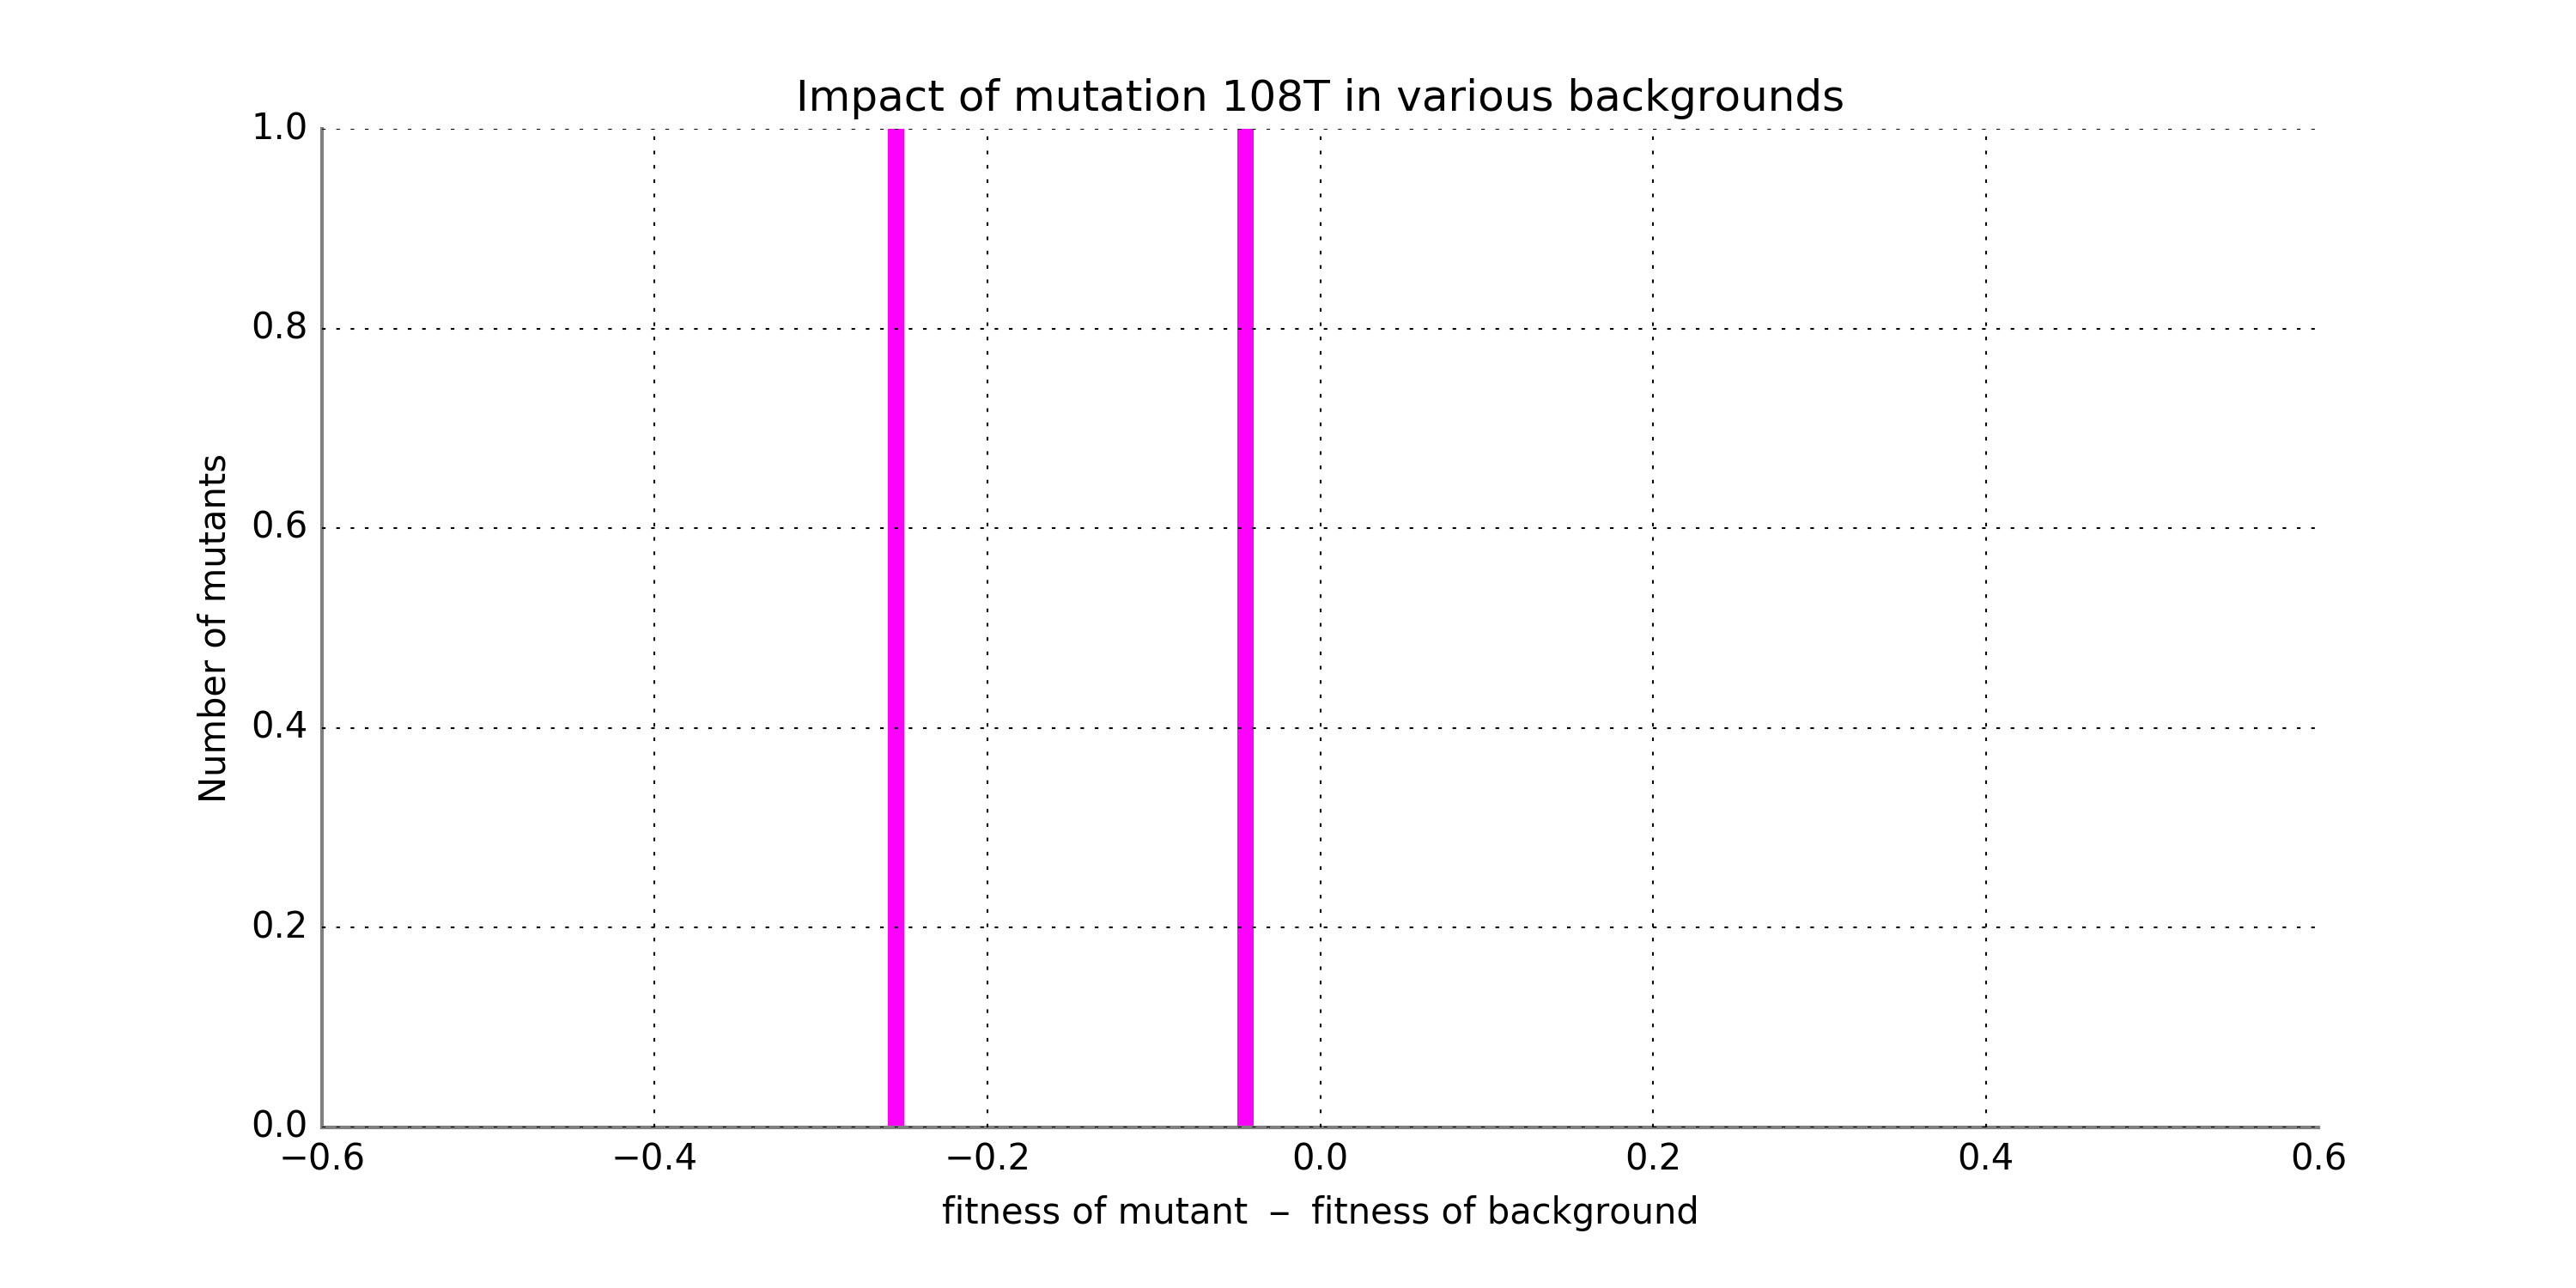 Impact of mutation 108T in various backgrounds
1.0
0.8
0.6
0.4
0.2
0.0
Number of mutants
−0.6 −0.4 −0.2 0.0 0.2 0.4 0.6
fitness of mutant − fitness of background